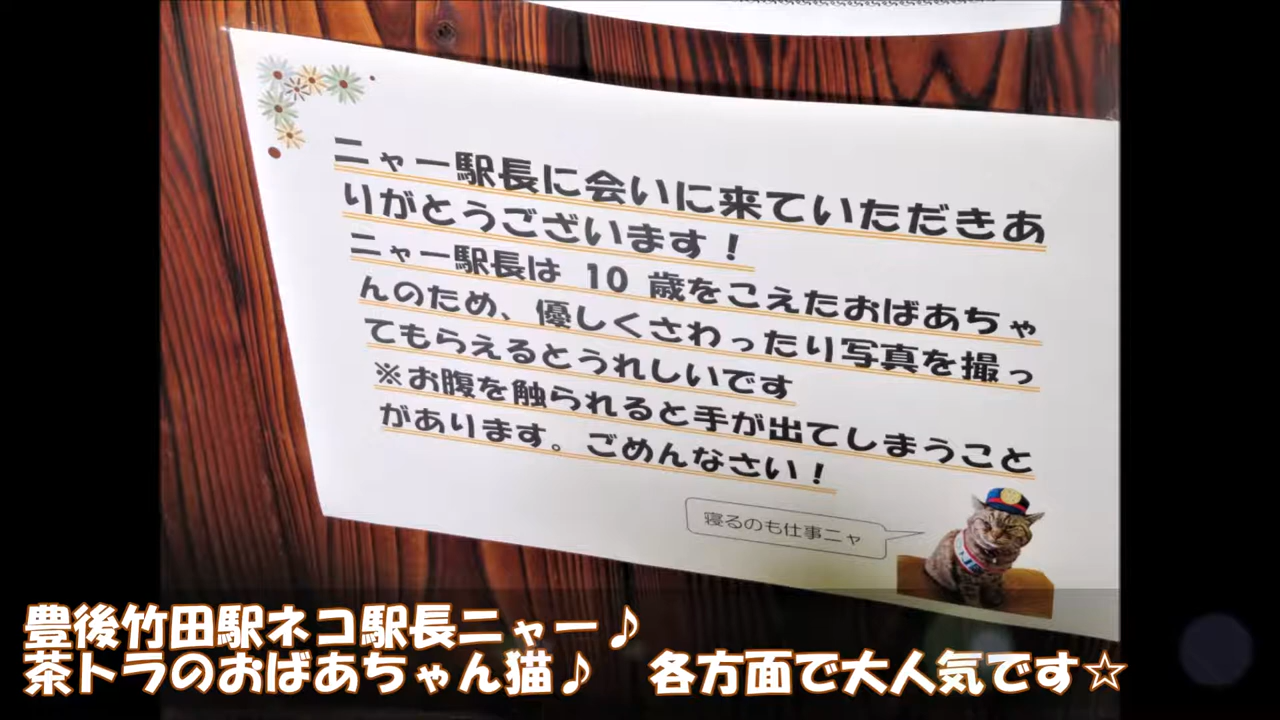 ニャー駅長に会いに来ていただきあ
りがとうございます！
ニャー駅長は 10 歳をこえたおばあちゃ
んのため、優しくさわったり写真を撮っ
てもらえるとうれしいです
※お腹を触られると手が出てしまうこと
があります。ごめんなさい！
寝るのも仕事ニャ
豊後竹田駅ネコ駅長ニャー♪
茶トラのおばあちゃん猫♪　各方面で大人気です☆